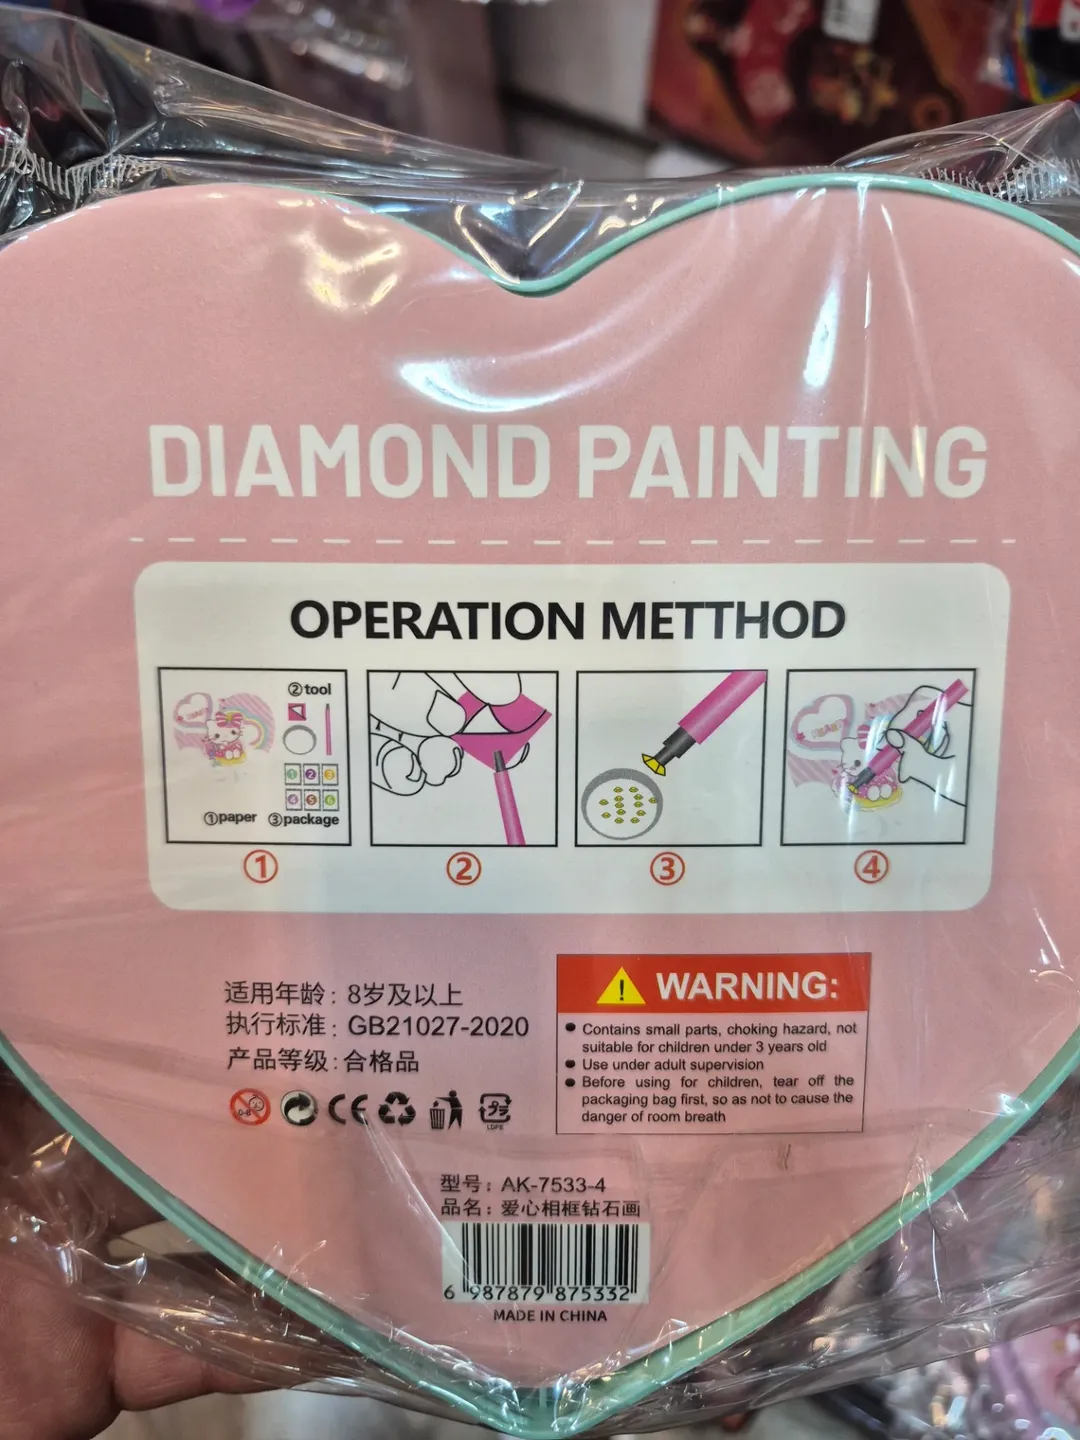 DIAMOND PAINTING
OPERATION METTHOD
②tool
①paper ③package
① ② ③ ④
适用年龄：8岁及以上
执行标准：GB21027-2020
产品等级：合格品
WARNING:
Contains small parts, choking hazard, not
suitable for children under 3 years old
Use under adult supervision
Before using for children, tear off the
packaging bag first, so as not to cause the
danger of room breath
CE
LDPE
型号：AK-7533-4
品名：爱心相框钻石画
6 987879 875332
MADE IN CHINA